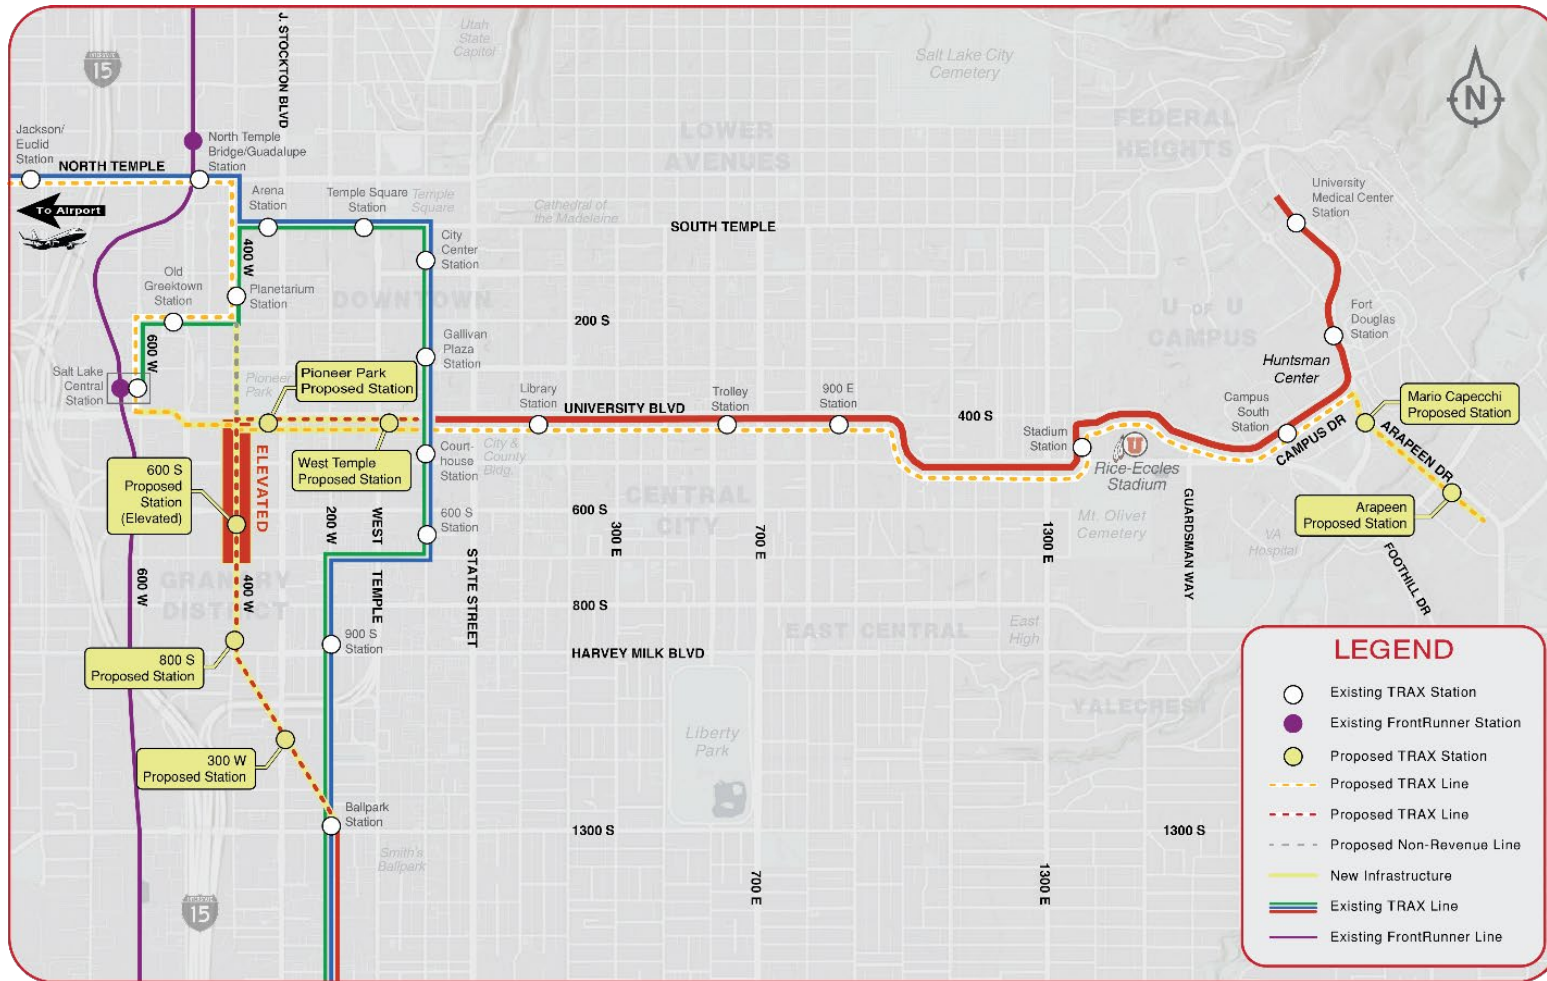 J. STOCKTON BLVD
Utah
State
Capitol
Salt Lake City
Cemetery
INTERSTATE
15
N
Jackson/
Euclid
Station
NORTH TEMPLE
North Temple
Bridge/Guadalupe
Station
LOWER
AVENUES
FEDERAL
HEIGHTS
To Airport
Arena
Station
Temple Square
Station
Temple
Square
Cathedral of
the Madeleine
SOUTH TEMPLE
University
Medical Center
Station
400 W
City
Center
Station
Old
Greektown
Station
Planetarium
Station
DOWNTOWN
200 S
U OF U
CAMPUS
Fort
Douglas
Station
600 W
Gallivan
Plaza
Station
Huntsman
Center
Salt Lake
Central
Station
Pioneer
Park
Pioneer Park
Proposed Station
Library
Station
UNIVERSITY BLVD
Trolley
Station
900 E
Station
400 S
Campus
South
Station
Mario Capecchi
Proposed Station
Stadium
Station
U
Rice-Eccles
Stadium
CAMPUS DR
ARAPEEN DR
ELEVATED
600 S
Proposed
Station
(Elevated)
West Temple
Proposed Station
Court-
house
Station
City &
County
Bldg.
CENTRAL
CITY
600 S
Station
600 S
300 E
700 E
1300 E
Mt. Olivet
Cemetery
GUARDSMAN WAY
VA
Hospital
Arapeen
Proposed Station
FOOTHILL DR
200 W
WEST
TEMPLE
STATE STREET
GRANARY
DISTRICT
600 W
400 W
800 S
EAST CENTRAL
East
High
800 S
Proposed Station
900 S
Station
HARVEY MILK BLVD
YALECREST
Liberty
Park
300 W
Proposed Station
Ballpark
Station
1300 S
1300 S
Smith's
Ballpark
700 E
1300 E
INTERSTATE
15
LEGEND
Existing TRAX Station
Existing FrontRunner Station
Proposed TRAX Station
Proposed TRAX Line
Proposed TRAX Line
Proposed Non-Revenue Line
New Infrastructure
Existing TRAX Line
Existing FrontRunner Line